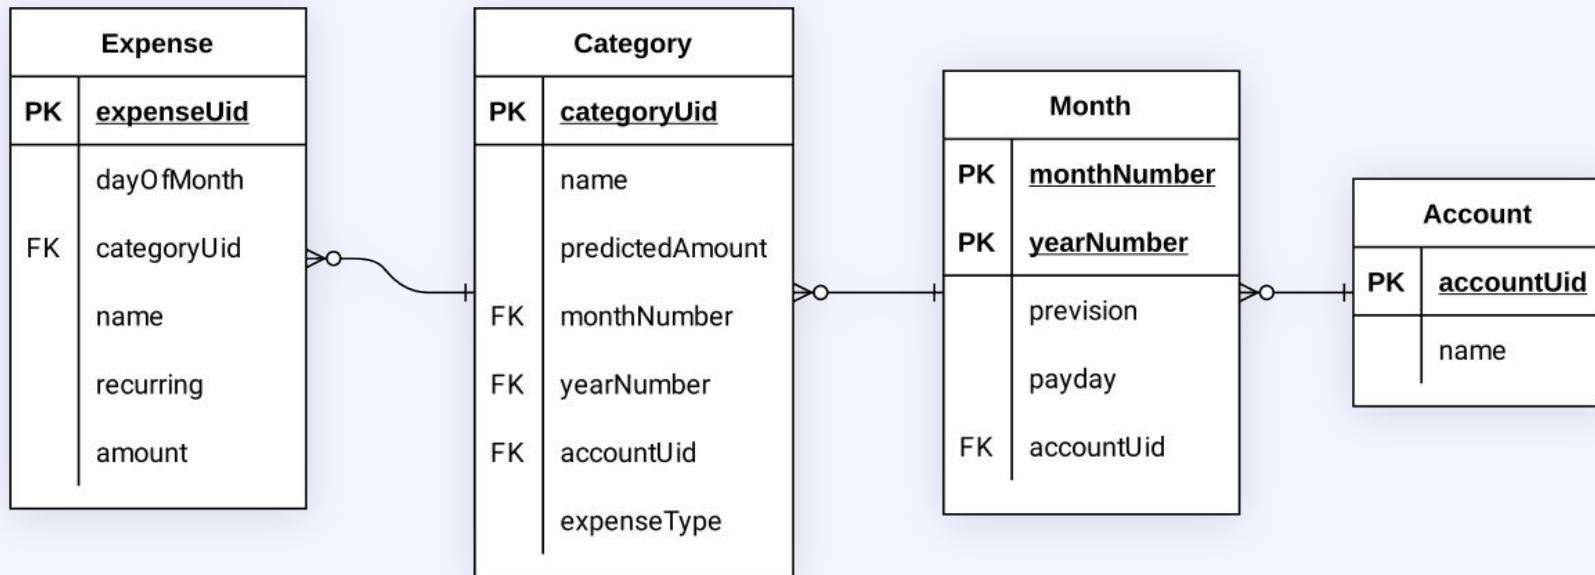 Expense
PK expenseUid
dayOfMonth
FK categoryUid
name
recurring
amount
Category
PK categoryUid
name
predictedAmount
FK monthNumber
FK yearNumber
FK accountUid
expenseType
Month
PK monthNumber
PK yearNumber
prevision
payday
FK accountUid
Account
PK accountUid
name